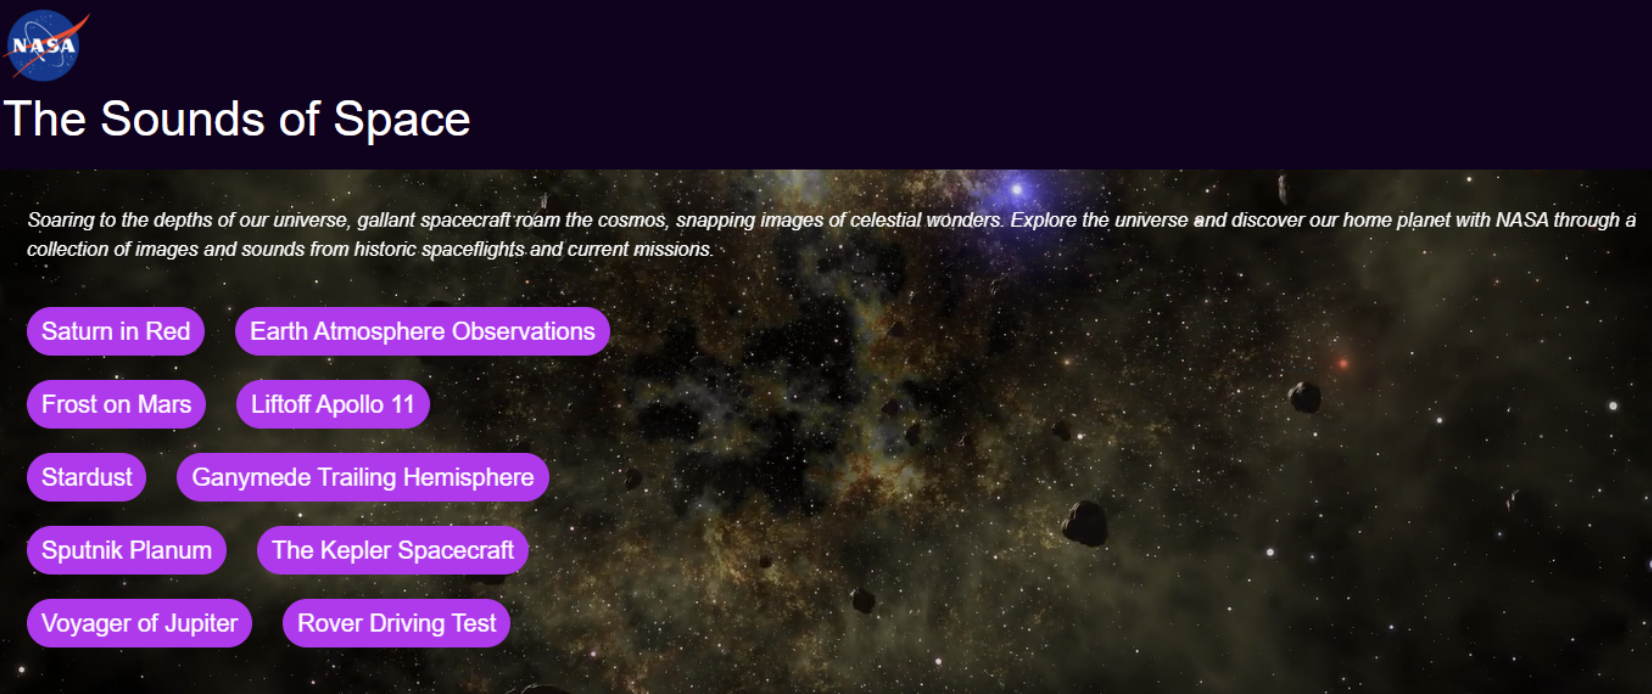 NASA
The Sounds of Space
Soaring to the depths of our universe, gallant spacecraft roam the cosmos, snapping images of celestial wonders. Explore the universe and discover our home planet with NASA through a
collection of images and sounds from historic spaceflights and current missions.
Saturn in Red Earth Atmosphere Observations
Frost on Mars Liftoff Apollo 11
Stardust Ganymede Trailing Hemisphere
Sputnik Planum The Kepler Spacecraft
Voyager of Jupiter Rover Driving Test